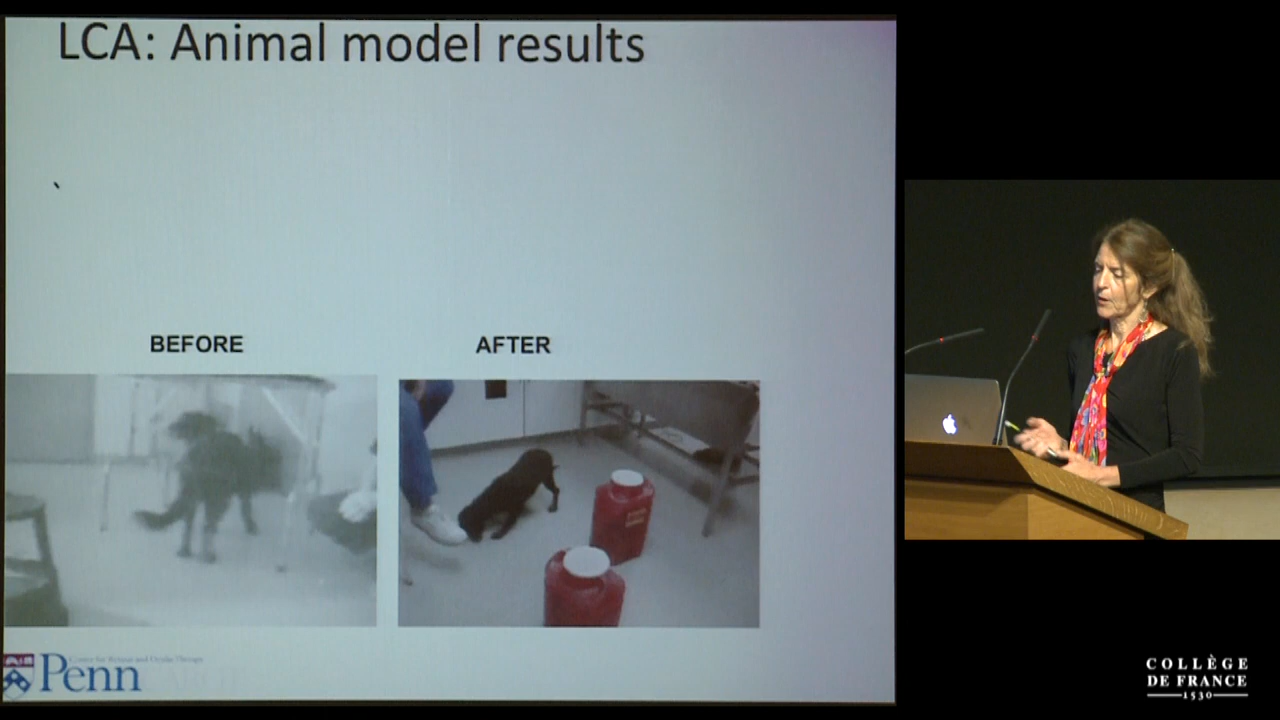 LCA: Animal model results
BEFORE
AFTER
Penn
COLLÈGE
DE FRANCE
1530